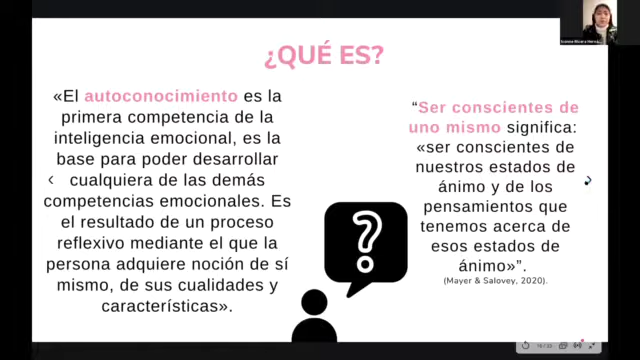 ¿QUÉ ES?
«El autoconocimiento es la
primera competencia de la
inteligencia emocional, es la
base para poder desarrollar
cualquiera de las demás
competencias emocionales. Es
el resultado de un proceso
reflexivo mediante el que la
persona adquiere noción de sí
mismo, de sus cualidades y
características».
“Ser conscientes de
uno mismo significa:
«ser conscientes de
nuestros estados de
ánimo y de los
pensamientos que
tenemos acerca de
esos estados de
ánimo»”.
(Mayer & Salovey, 2020).